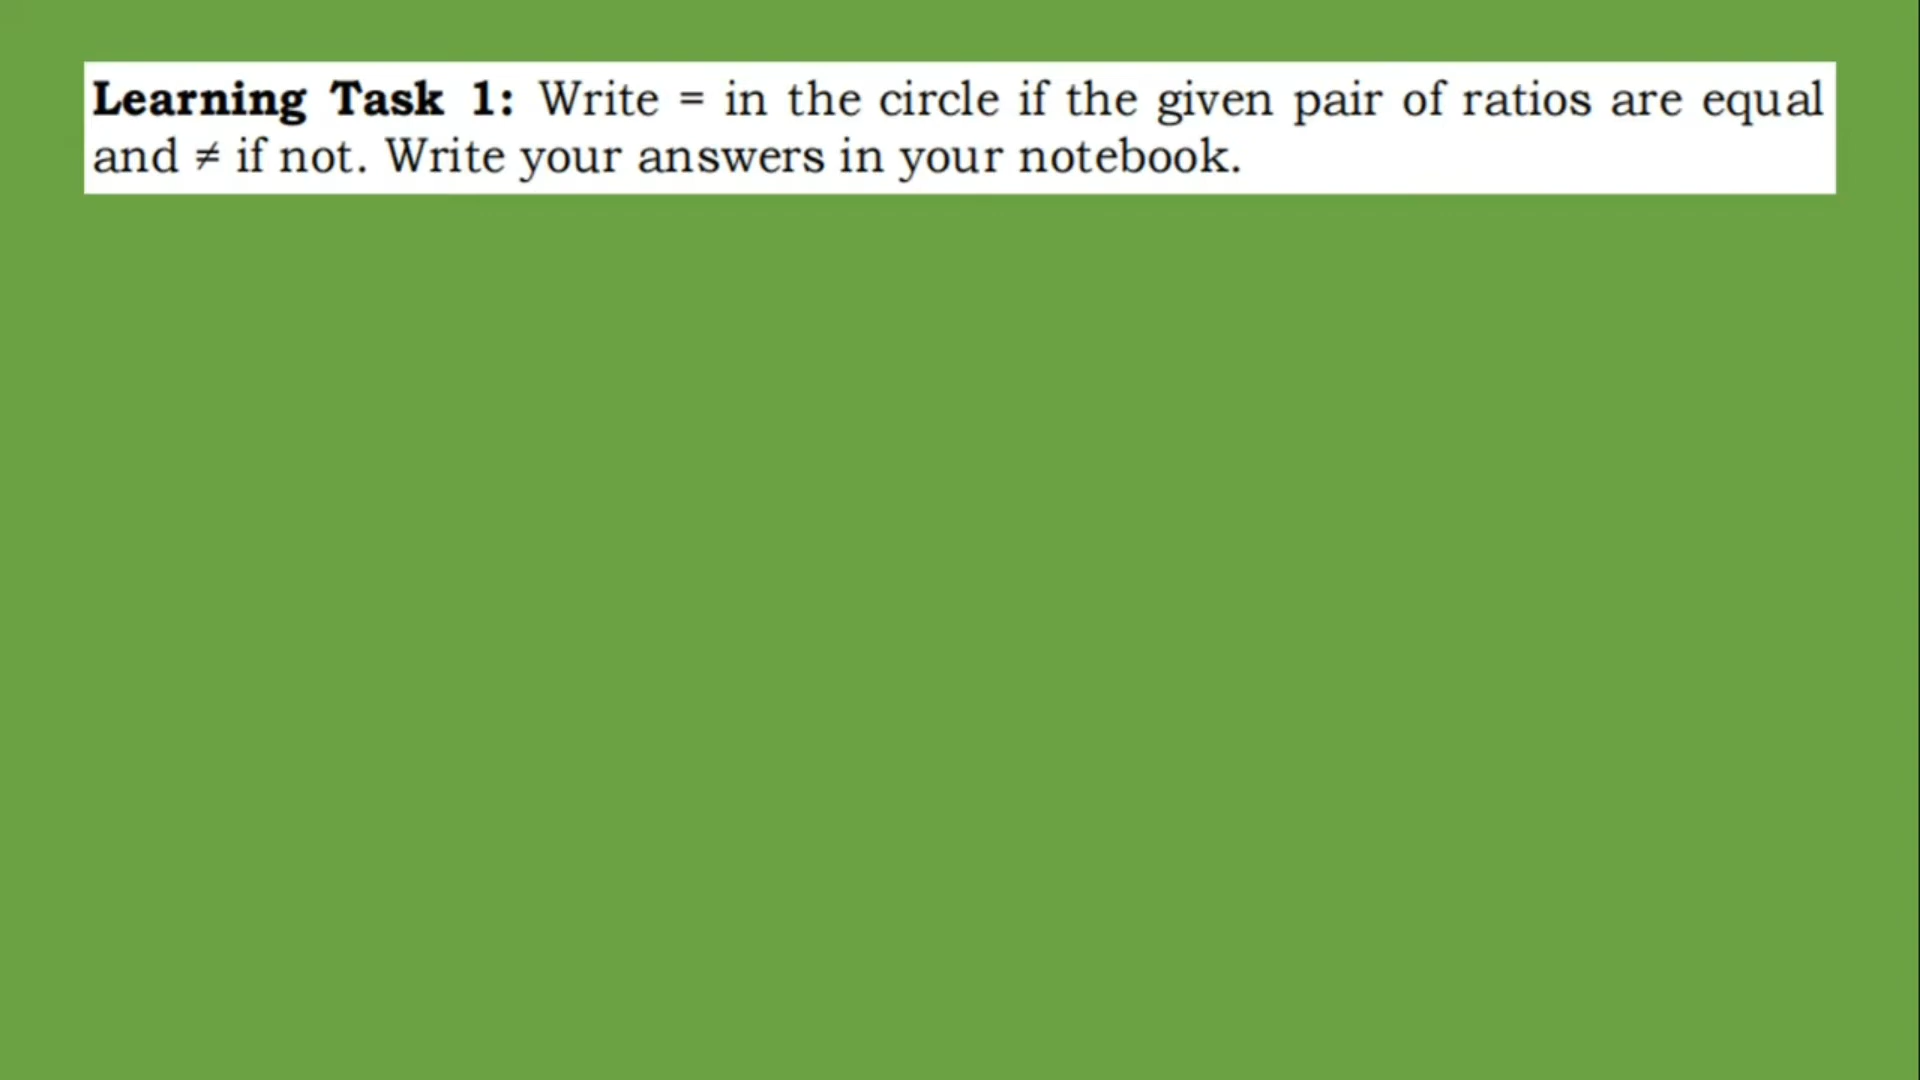 Learning Task 1: Write = in the circle if the given pair of ratios are equal
and ≠ if not. Write your answers in your notebook.